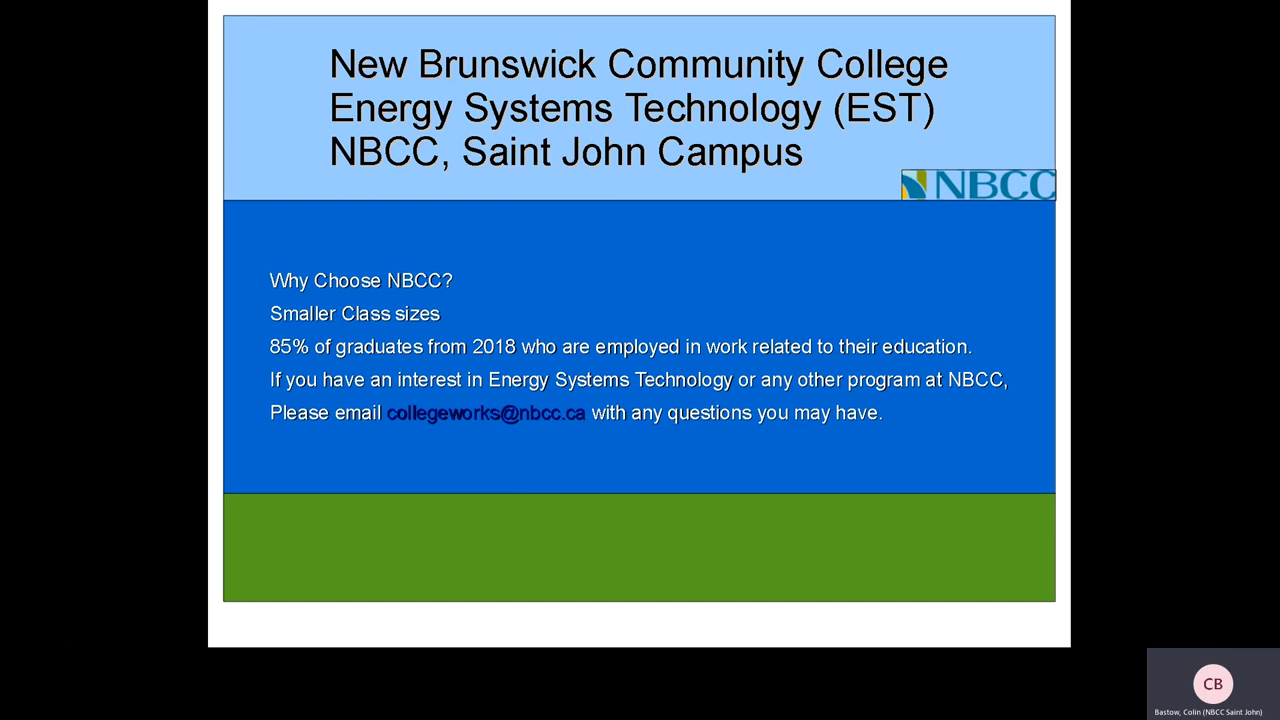 New Brunswick Community College
Energy Systems Technology (EST)
NBCC, Saint John Campus
NBCC
Why Choose NBCC?
Smaller Class sizes
85% of graduates from 2018 who are employed in work related to their education.
If you have an interest in Energy Systems Technology or any other program at NBCC,
Please email collegeworks@nbcc.ca with any questions you may have.
CB
Bastow, Colin (NBCC Saint John)